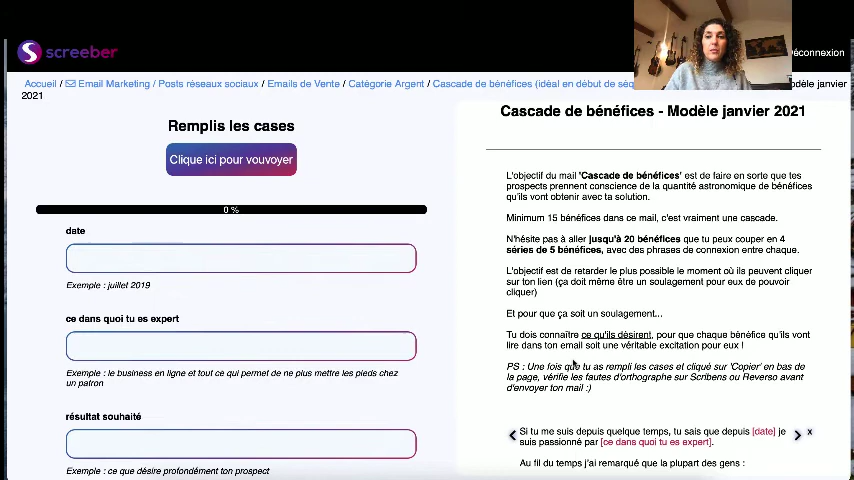 screeber
éconnexion
Accueil / Email Marketing / Posts réseaux sociaux / Emails de Vente / Catégorie Argent / Cascade de bénéfices (idéal en début de séq
odèle janvier
2021
Remplis les cases
Clique ici pour vouvoyer
0 %
date
Exemple : juillet 2019
ce dans quoi tu es expert
Exemple : le business en ligne et tout ce qui permet de ne plus mettre les pieds chez
un patron
résultat souhaité
Exemple : ce que désire profondément ton prospect
Cascade de bénéfices - Modèle janvier 2021
L'objectif du mail 'Cascade de bénéfices' est de faire en sorte que tes
prospects prennent conscience de la quantité astronomique de bénéfices
qu'ils vont obtenir avec ta solution.
Minimum 15 bénéfices dans ce mail, c'est vraiment une cascade.
N'hésite pas à aller jusqu'à 20 bénéfices que tu peux couper en 4
séries de 5 bénéfices, avec des phrases de connexion entre chaque.
L'objectif est de retarder le plus possible le moment où ils peuvent cliquer
sur ton lien (ça doit même être un soulagement pour eux de pouvoir
cliquer)
Et pour que ça soit un soulagement...
Tu dois connaître ce qu'ils désirent, pour que chaque bénéfice qu'ils vont
lire dans ton email soit une véritable excitation pour eux !
PS : Une fois que tu as rempli les cases et cliqué sur 'Copier' en bas de
la page, vérifie les fautes d'orthographe sur Scribens ou Reverso avant
d'envoyer ton mail :)
Si tu me suis depuis quelque temps, tu sais que depuis [date] je
suis passionné par [ce dans quoi tu es expert].
x
Au fil du temps j'ai remarqué que la plupart des gens :